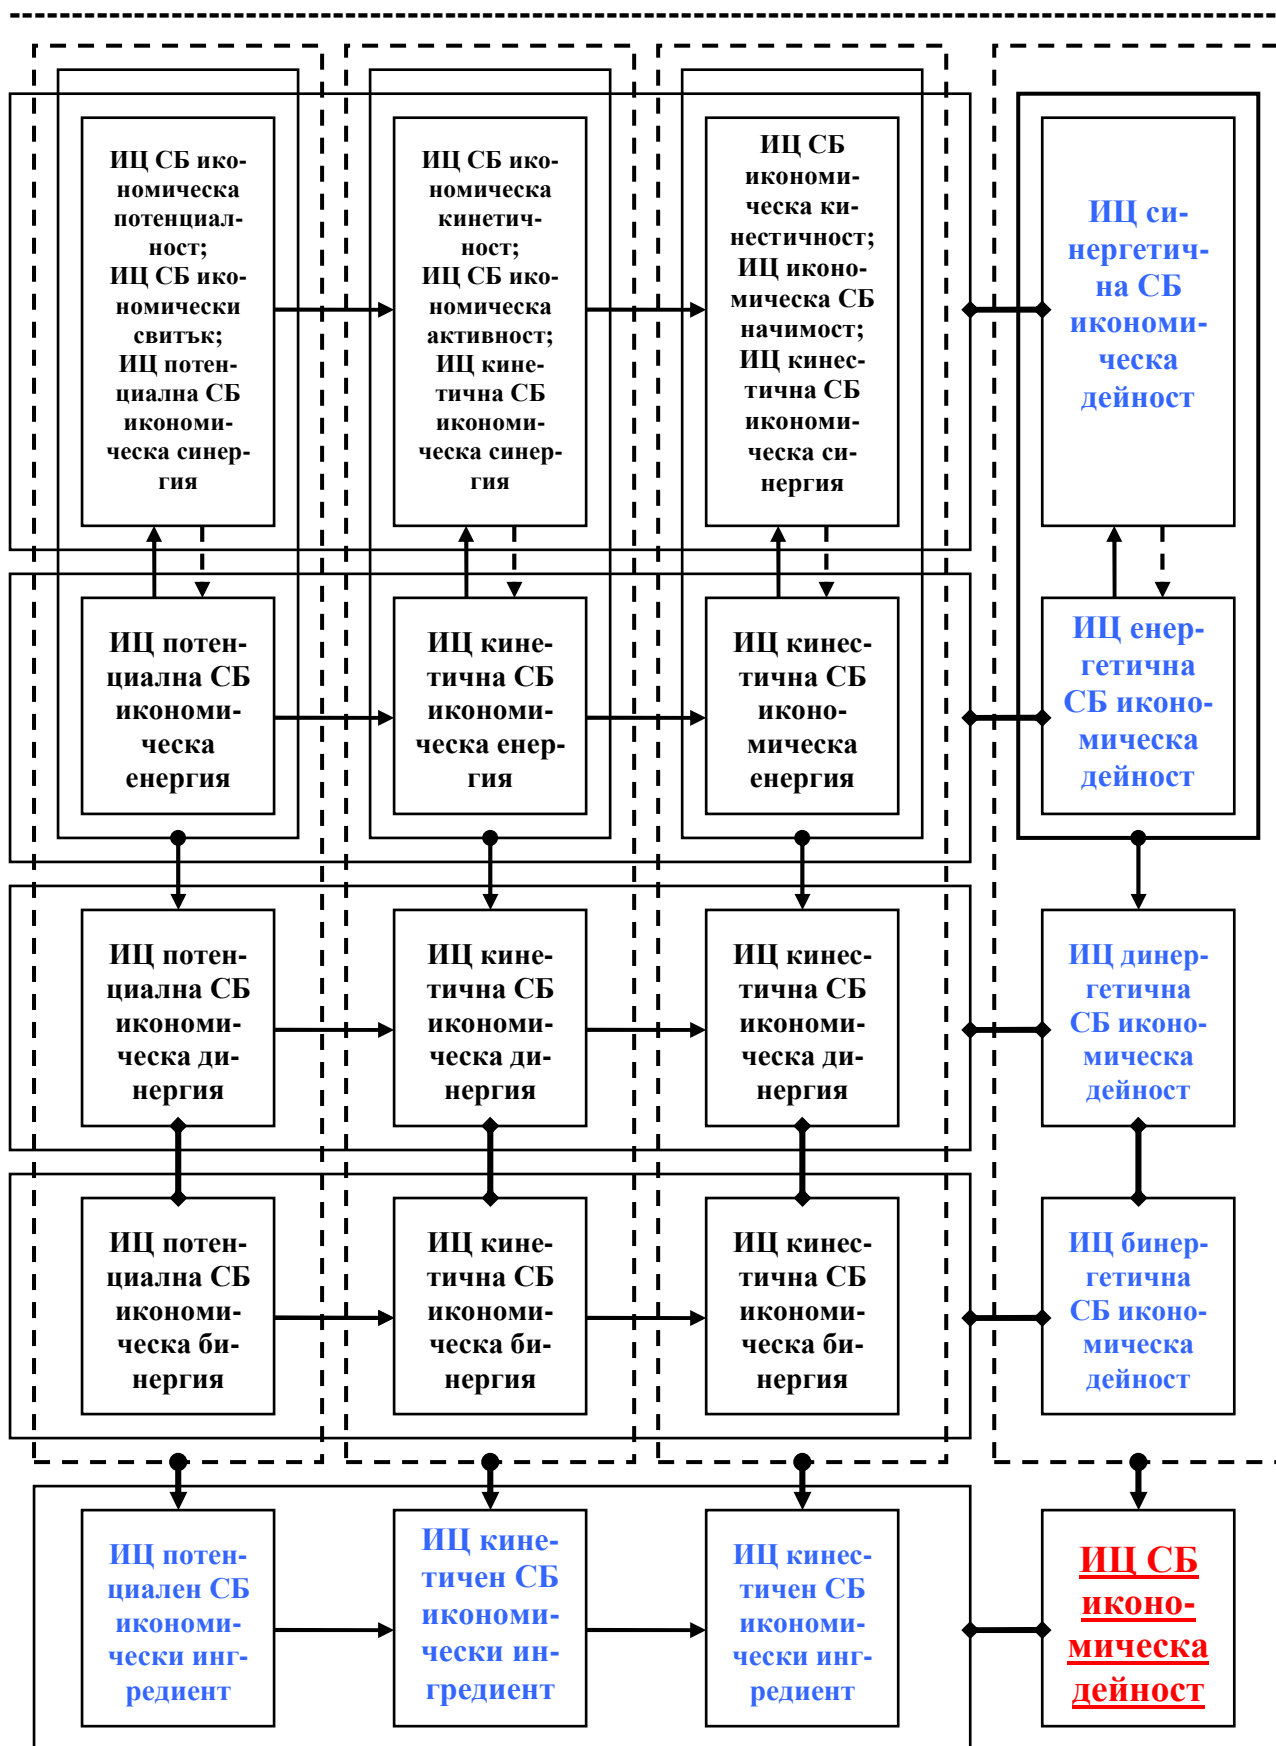 ИЦ СБ ико-
номическа
потенциал-
ност;
ИЦ СБ ико-
номически
свитък;
ИЦ потен-
циална СБ
икономи-
ческа синер-
гия
ИЦ СБ ико-
номическа
кинетич-
ност;
ИЦ СБ ико-
номическа
активност;
ИЦ кине-
тична СБ
икономи-
ческа синер-
гия
ИЦ СБ
икономи-
ческа ки-
нестичност;
ИЦ иконо-
мическа СБ
начимост;
ИЦ кинес-
тична СБ
икономи-
ческа си-
нергия
ИЦ си-
нергетич-
на СБ
икономи-
ческа
дейност
ИЦ потен-
циална СБ
икономи-
ческа
енергия
ИЦ кине-
тична СБ
икономи-
ческа енер-
гия
ИЦ кинес-
тична СБ
иконо-
мическа
енергия
ИЦ енер-
гетична
СБ иконо-
мическа
дейност
ИЦ потен-
циална СБ
икономи-
ческа ди-
нергия
ИЦ кине-
тична СБ
икономи-
ческа ди-
нергия
ИЦ кинес-
тична СБ
икономи-
ческа ди-
нергия
ИЦ динер-
гетична
СБ иконо-
мическа
дейност
ИЦ потен-
циална СБ
икономи-
ческа би-
нергия
ИЦ кине-
тична СБ
икономи-
ческа би-
нергия
ИЦ кинес-
тична СБ
икономи-
ческа би-
нергия
ИЦ бинер-
гетична
СБ иконо-
мическа
дейност
ИЦ потен-
циален СБ
икономи-
чески инг-
редиент
ИЦ кине-
тичен СБ
икономи-
чески ин-
гредиент
ИЦ кинес-
тичен СБ
икономи-
чески инг-
редиент
ИЦ СБ
иконо-
мическа
дейност